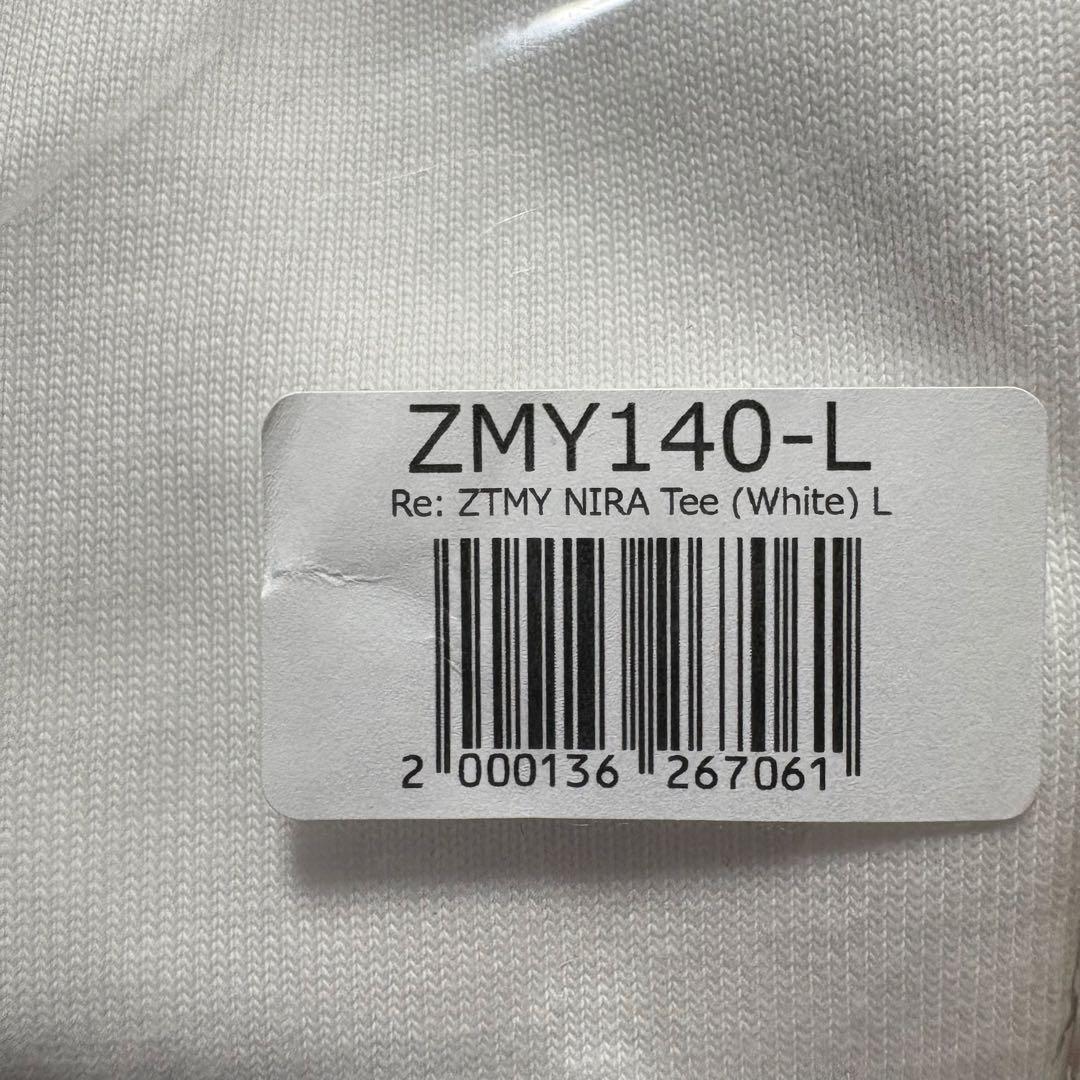 ZMY140-L
Re: ZTMY NIRA Tee (White) L
2 000136 267061